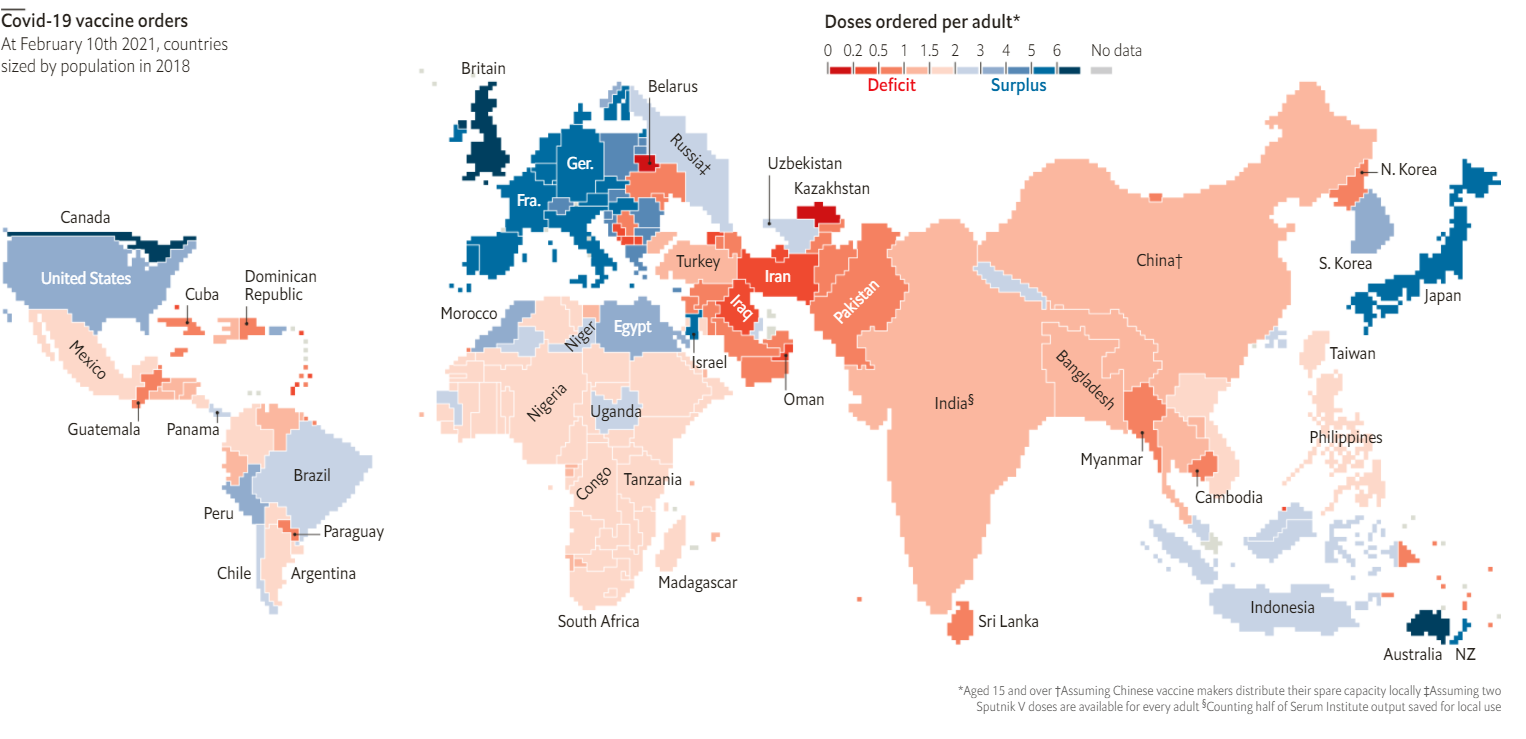 Covid-19 vaccine orders
At February 10th 2021, countries
sized by population in 2018
Doses ordered per adult*
0 0.2 0.5 1 1.5 2 3 4 5 6 No data
Deficit Surplus
Britain
Belarus
Russia‡
Ger.
Fra.
Uzbekistan
Kazakhstan
N. Korea
Canada
United States
Dominican
Republic
Cuba
Turkey
Iran
Iraq
Pakistan
China†
S. Korea
Japan
Morocco
Niger
Egypt
Israel
Mexico
Oman
Taiwan
Bangladesh
India§
Nigeria
Uganda
Guatemala
Panama
Myanmar
Philippines
Brazil
Congo
Tanzania
Cambodia
Peru
Paraguay
Chile
Argentina
Madagascar
South Africa
Sri Lanka
Indonesia
Australia
NZ
*Aged 15 and over †Assuming Chinese vaccine makers distribute their spare capacity locally ‡Assuming two
Sputnik V doses are available for every adult §Counting half of Serum Institute output saved for local use